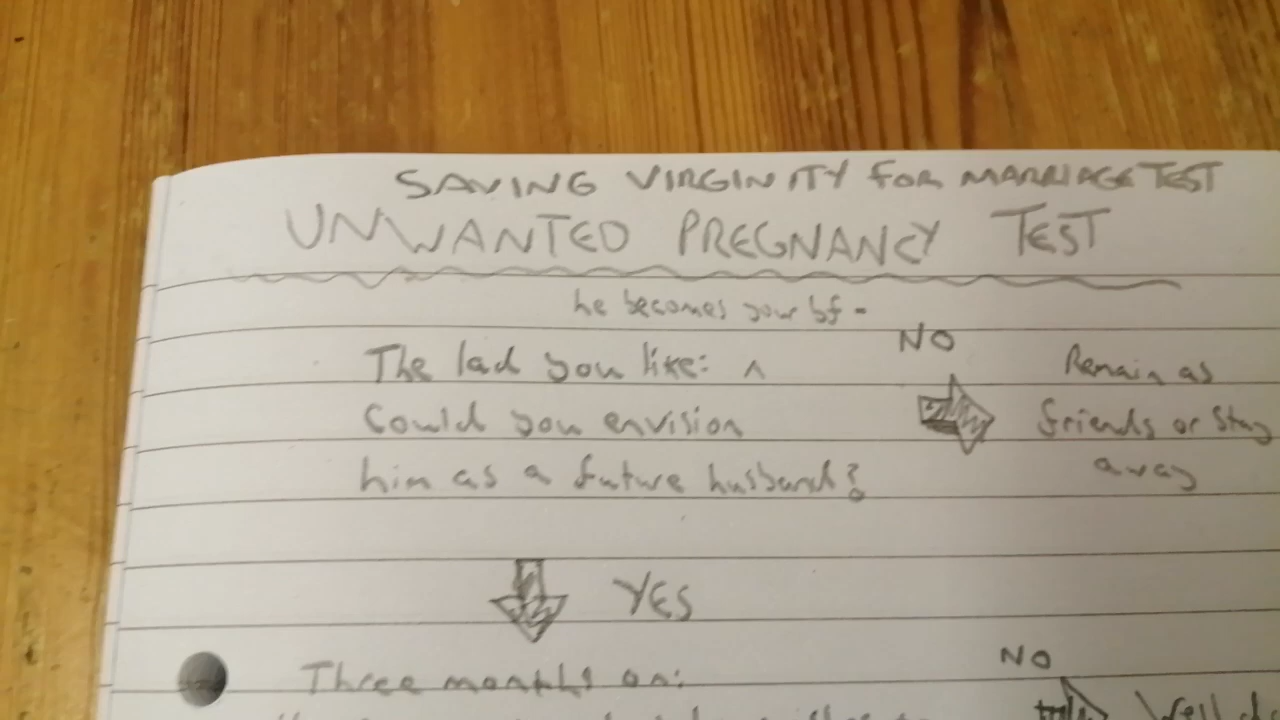 SAVING VIRGINITY FOR MARRIAGE TEST
UNWANTED PREGNANCY TEST
he becomes your bf -
The lad you like: ^
Could you envision
him as a future husband?
NO
Remain as
friends or stay
away
YES
Three months on:
NO